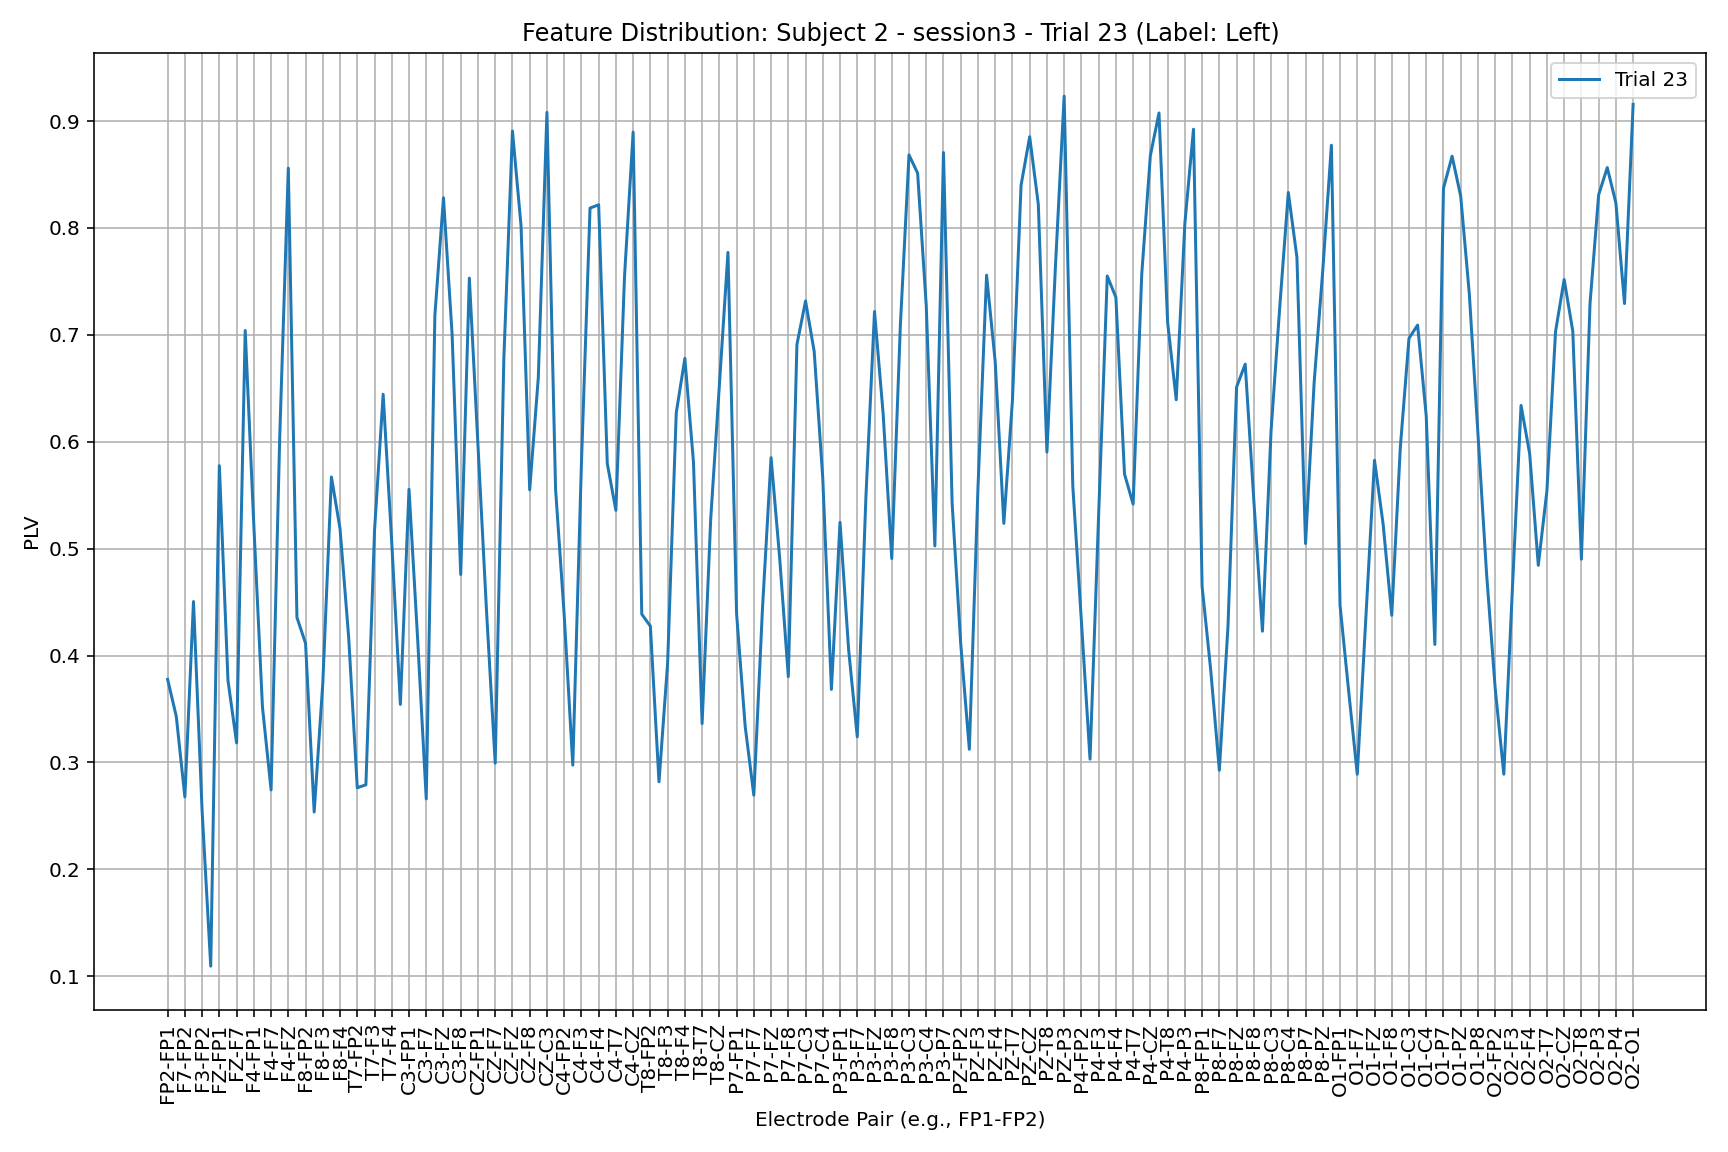 Feature Distribution: Subject 2 - session3 - Trial 23 (Label: Left)
Trial 23
PLV
0.9
0.8
0.7
0.6
0.5
0.4
0.3
0.2
0.1
FP2-FP1
F7-FP2
F3-FP2
FZ-FP1
FZ-F7
F4-FP1
F4-F7
F4-FZ
F8-FP2
F8-F3
F8-F4
T7-FP2
T7-F3
T7-F4
C3-FP1
C3-F7
C3-FZ
C3-F8
CZ-FP1
CZ-F7
CZ-FZ
CZ-F8
CZ-C3
C4-FP2
C4-F3
C4-F4
C4-T7
C4-CZ
T8-FP2
T8-F3
T8-F4
T8-T7
T8-CZ
P7-FP1
P7-F7
P7-FZ
P7-F8
P7-C3
P7-C4
P3-FP1
P3-F7
P3-FZ
P3-F8
P3-C3
P3-C4
P3-P7
PZ-FP2
PZ-F3
PZ-F4
PZ-T7
PZ-CZ
PZ-T8
PZ-P3
P4-FP2
P4-F3
P4-F4
P4-T7
P4-CZ
P4-T8
P4-P3
P8-FP1
P8-F7
P8-FZ
P8-F8
P8-C3
P8-C4
P8-P7
P8-PZ
O1-FP1
O1-F7
O1-FZ
O1-F8
O1-C3
O1-C4
O1-P7
O1-PZ
O1-P8
O2-FP2
O2-F3
O2-F4
O2-T7
O2-CZ
O2-T8
O2-P3
O2-P4
O2-O1
Electrode Pair (e.g., FP1-FP2)